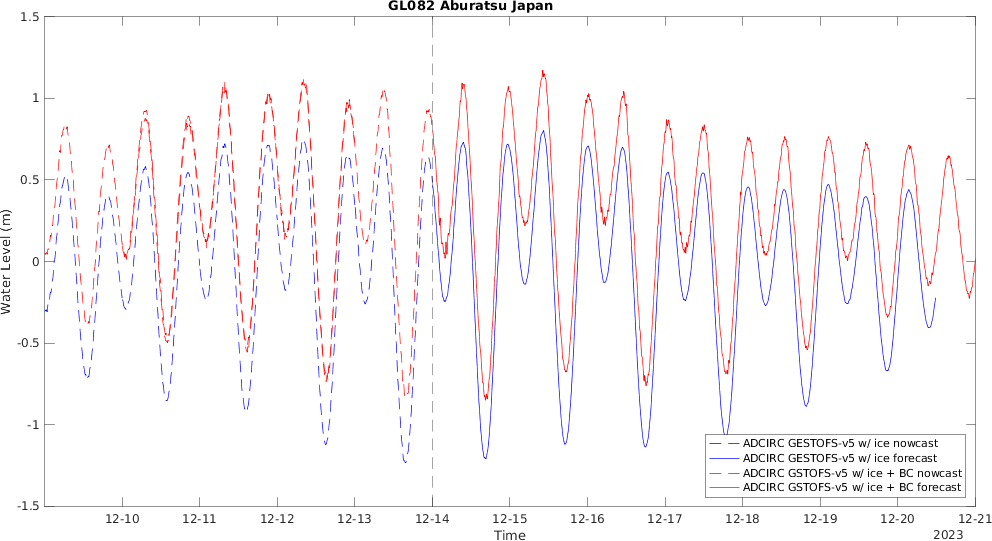 GL082 Aburatsu Japan
1.5
1
0.5
0
-0.5
-1
-1.5
Water Level (m)
12-10 12-11 12-12 12-13 12-14 12-15 12-16 12-17 12-18 12-19 12-20 12-21
Time
2023
ADCIRC GESTOFS-v5 w/ ice nowcast
ADCIRC GESTOFS-v5 w/ ice forecast
ADCIRC GSTOFS-v5 w/ ice + BC nowcast
ADCIRC GSTOFS-v5 w/ ice + BC forecast